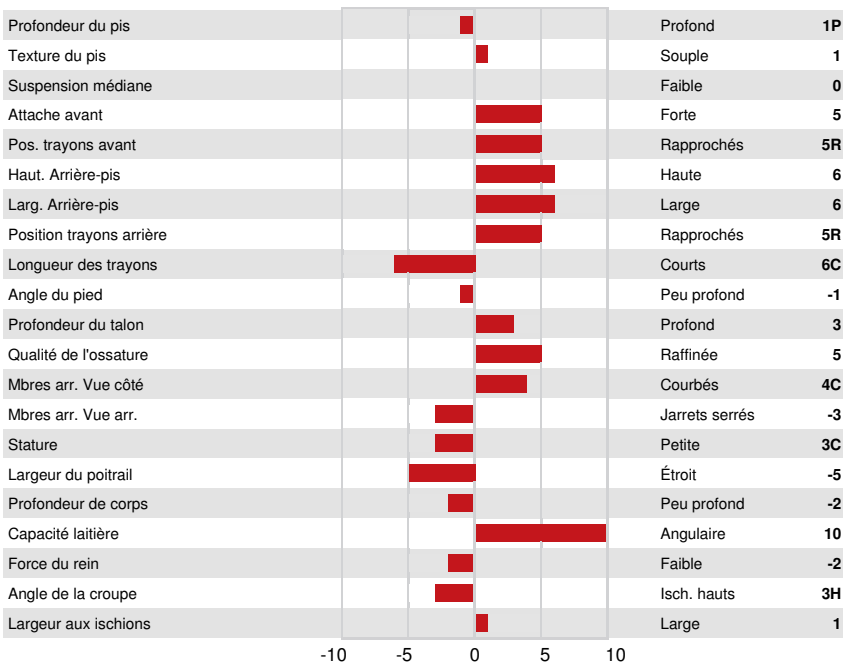 Profondeur du pis Profond 1P
Texture du pis Souple 1
Suspension médiane Faible 0
Attache avant Forte 5
Pos. trayons avant Rapprochés 5R
Haut. Arrière-pis Haute 6
Larg. Arrière-pis Large 6
Position trayons arrière Rapprochés 5R
Longueur des trayons Courts 6C
Angle du pied Peu profond -1
Profondeur du talon Profond 3
Qualité de l'ossature Raffinée 5
Mbres arr. Vue côté Courbés 4C
Mbres arr. Vue arr. Jarrets serrés -3
Stature Petite 3C
Largeur du poitrail Étroit -5
Profondeur de corps Peu profond -2
Capacité laitière Angulaire 10
Force du rein Faible -2
Angle de la croupe Isch. hauts 3H
Largeur aux ischions Large 1
-10 -5 0 5 10